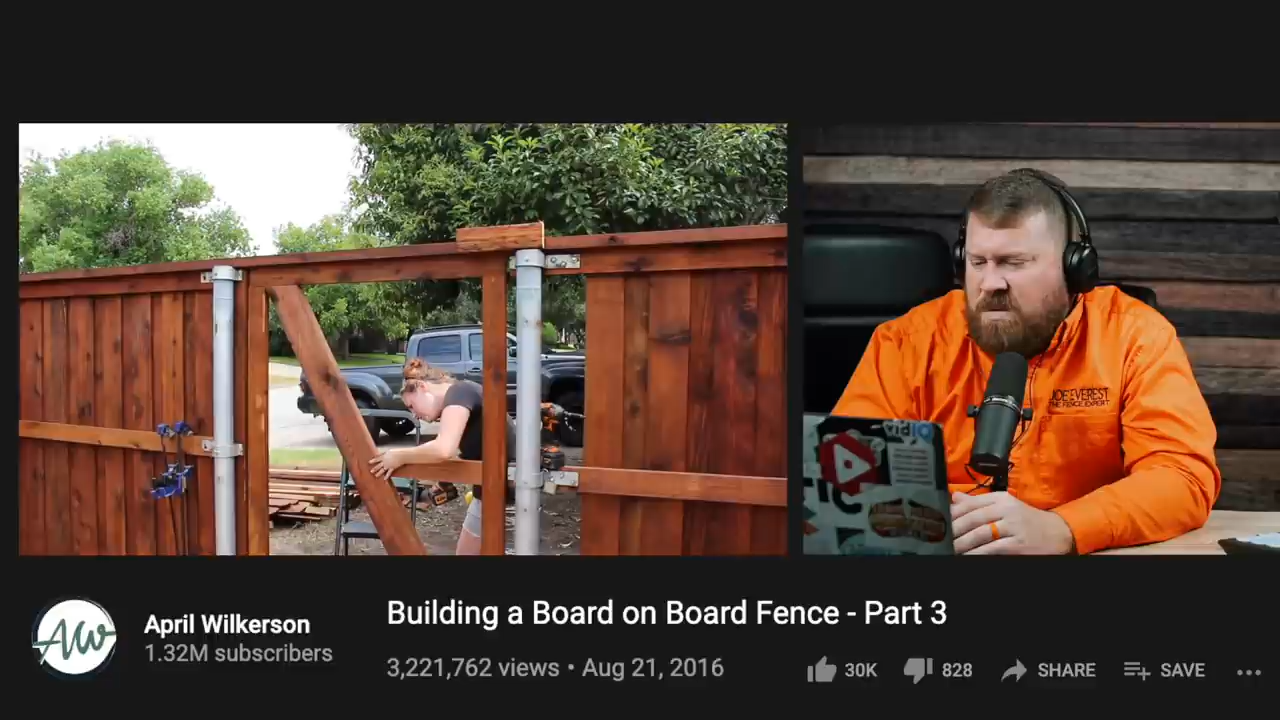 JOE EVEREST
THE FENCE EXPERT
AW
April Wilkerson
1.32M subscribers
Building a Board on Board Fence - Part 3
3,221,762 views • Aug 21, 2016
30K
828
SHARE
SAVE